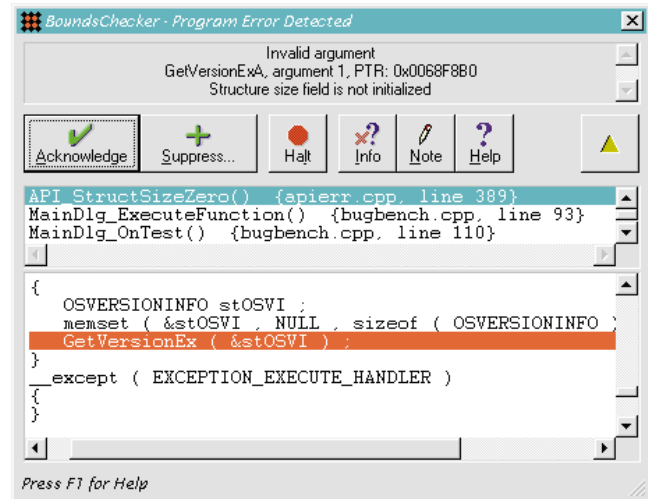 BoundsChecker - Program Error Detected
Invalid argument
GetVersionExA, argument 1, PTR: 0x0068F8B0
Structure size field is not initialized
Acknowledge Suppress... Halt Info Note Help
API_StructSizeZero() {apierr.cpp, line 389}
MainDlg_ExecuteFunction() {bugbench.cpp, line 93}
MainDlg_OnTest() {bugbench.cpp, line 110}
{
OSVERSIONINFO stOSVI ;
memset ( &stOSVI , NULL , sizeof ( OSVERSIONINFO )
GetVersionEx ( &stOSVI ) ;
}
__except ( EXCEPTION_EXECUTE_HANDLER )
{
}
Press F1 for Help